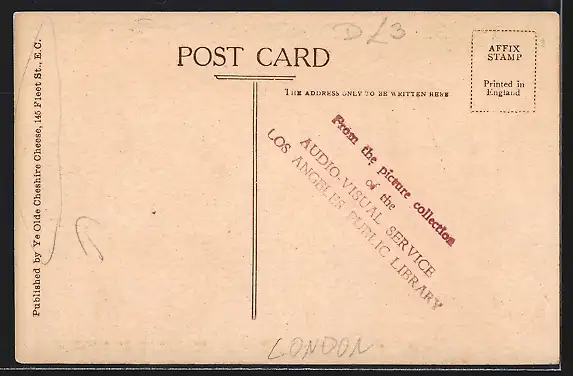 DL3
POST CARD
THE ADDRESS ONLY TO BE WRITTEN HERE
AFFIX
STAMP
Printed in
England
Published by Ye Olde Cheshire Cheese, 145 Fleet St., E.C.
From the picture collection
of the
AUDIO-VISUAL SERVICE
LOS ANGELES PUBLIC LIBRARY
LONDON